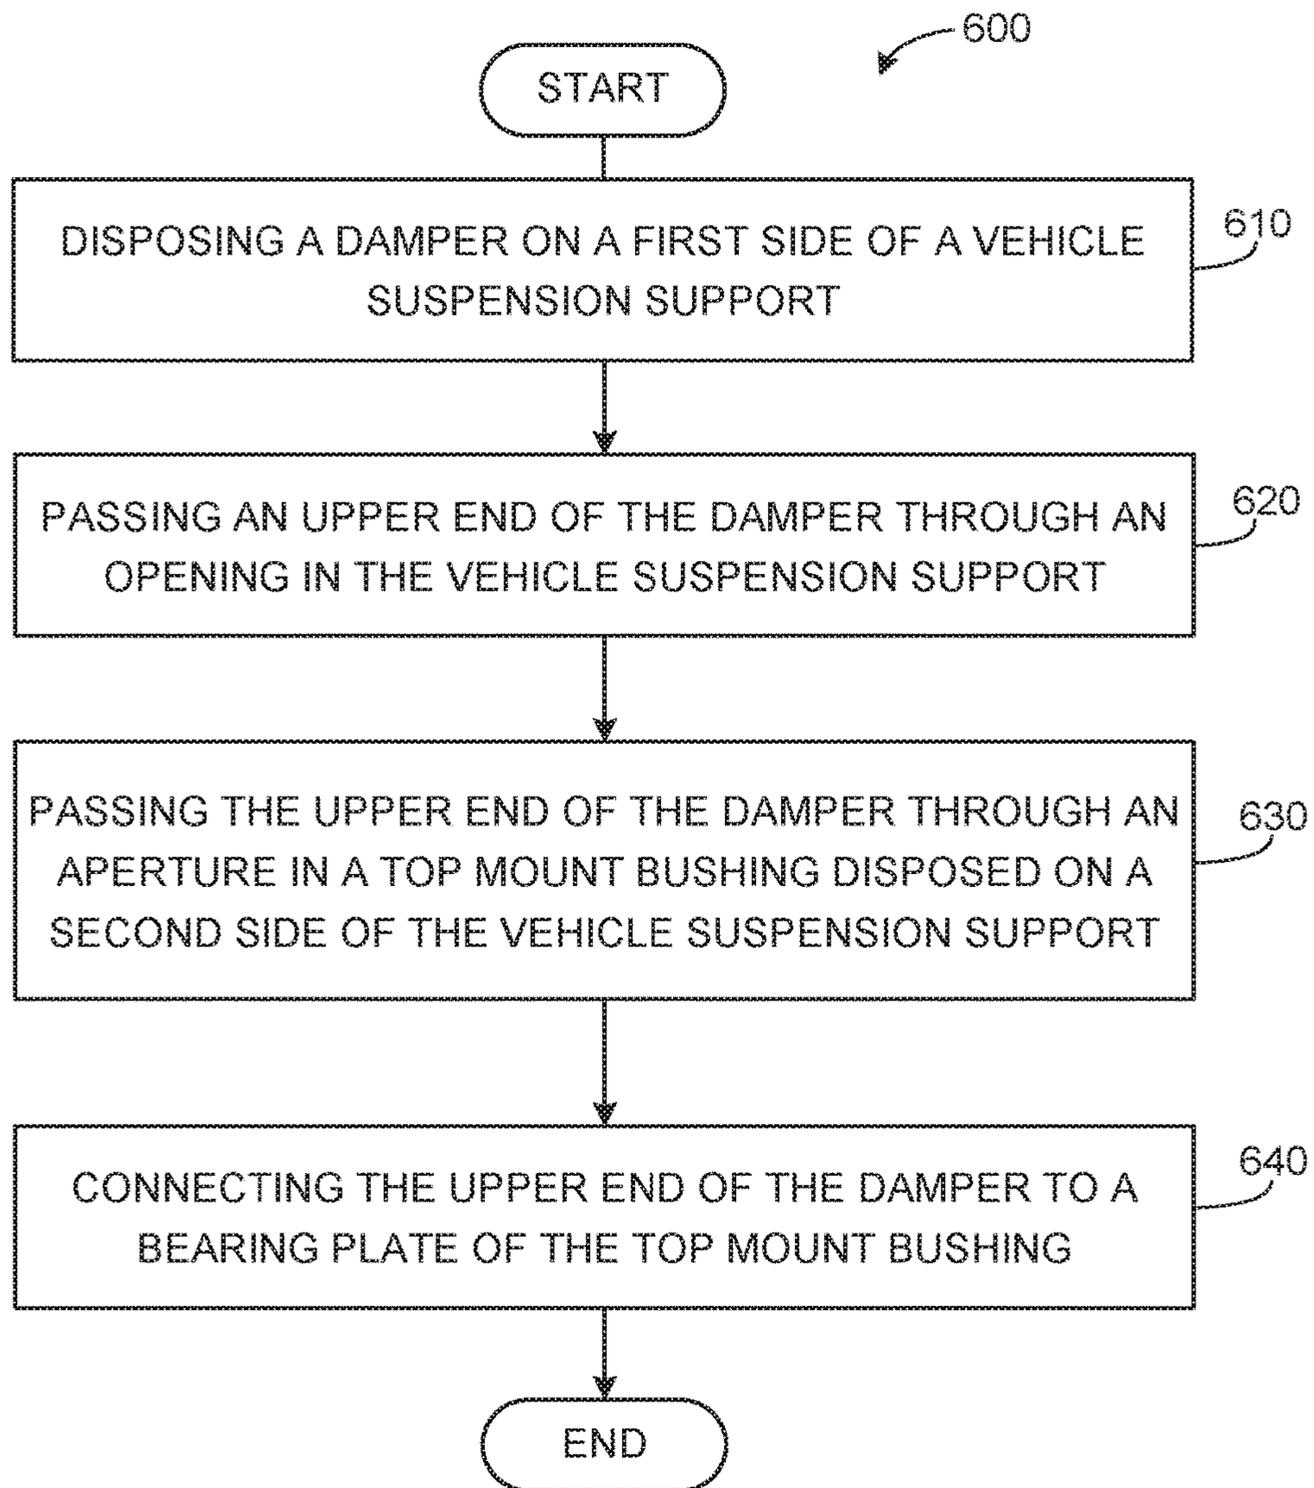 600
START
DISPOSING A DAMPER ON A FIRST SIDE OF A VEHICLE
SUSPENSION SUPPORT
610
PASSING AN UPPER END OF THE DAMPER THROUGH AN
OPENING IN THE VEHICLE SUSPENSION SUPPORT
620
PASSING THE UPPER END OF THE DAMPER THROUGH AN
APERTURE IN A TOP MOUNT BUSHING DISPOSED ON A
SECOND SIDE OF THE VEHICLE SUSPENSION SUPPORT
630
CONNECTING THE UPPER END OF THE DAMPER TO A
BEARING PLATE OF THE TOP MOUNT BUSHING
640
END